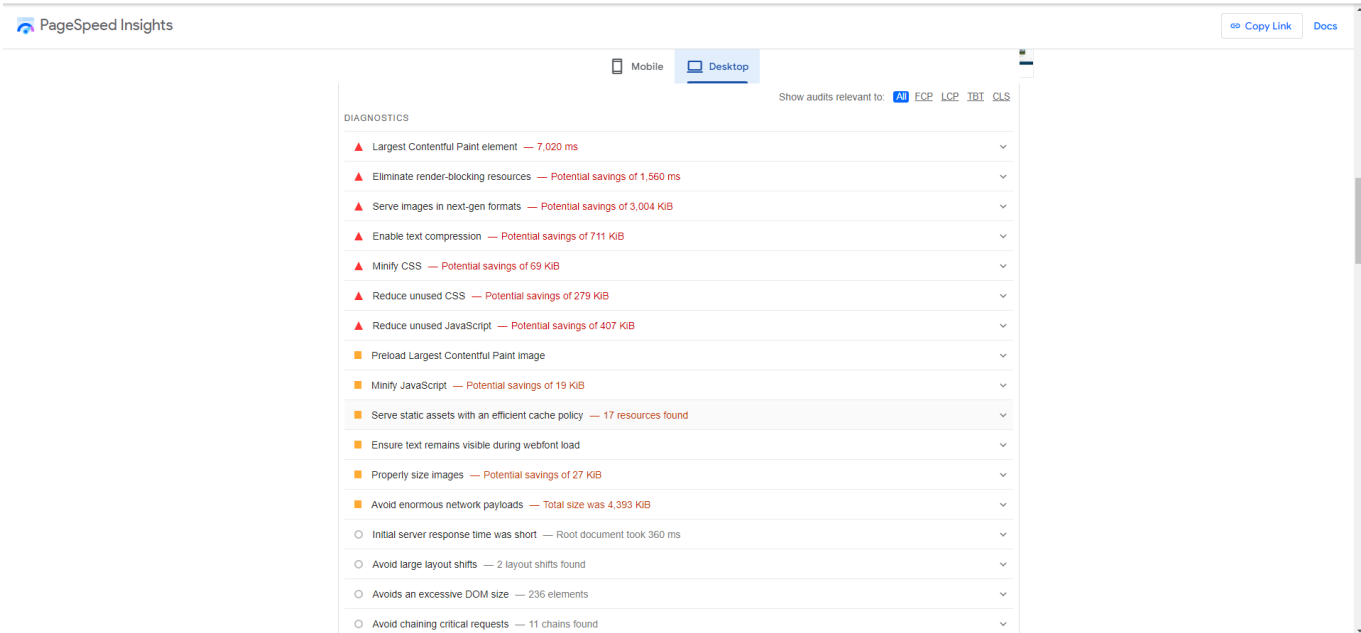 PageSpeed Insights
Copy Link Docs
Mobile Desktop
Show audits relevant to: All FCP LCP TBT CLS
DIAGNOSTICS
Largest Contentful Paint element — 7,020 ms
Eliminate render-blocking resources — Potential savings of 1,560 ms
Serve images in next-gen formats — Potential savings of 3,004 KiB
Enable text compression — Potential savings of 711 KiB
Minify CSS — Potential savings of 69 KiB
Reduce unused CSS — Potential savings of 279 KiB
Reduce unused JavaScript — Potential savings of 407 KiB
Preload Largest Contentful Paint image
Minify JavaScript — Potential savings of 19 KiB
Serve static assets with an efficient cache policy — 17 resources found
Ensure text remains visible during webfont load
Properly size images — Potential savings of 27 KiB
Avoid enormous network payloads — Total size was 4,393 KiB
Initial server response time was short — Root document took 360 ms
Avoid large layout shifts — 2 layout shifts found
Avoids an excessive DOM size — 236 elements
Avoid chaining critical requests — 11 chains found